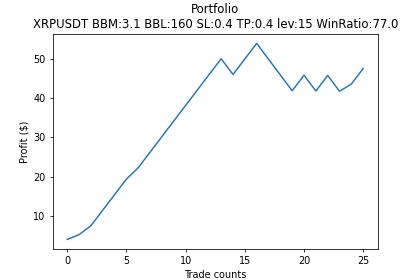 Portfolio
XRPUSDT BBM:3.1 BBL:160 SL:0.4 TP:0.4 lev:15 WinRatio:77.0
50
40
30
20
10
Profit ($)
0 5 10 15 20 25
Trade counts